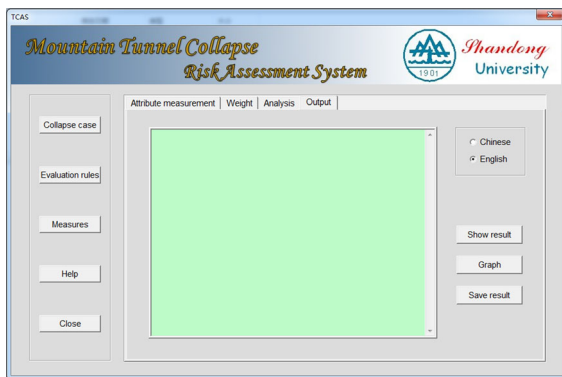 TCAS
Mountain Tunnel Collapse
Risk Assessment System
1901
Shandong
University
Attribute measurement
Weight
Analysis
Output
Collapse case
Evaluation rules
Measures
Help
Close
Chinese
English
Show result
Graph
Save result